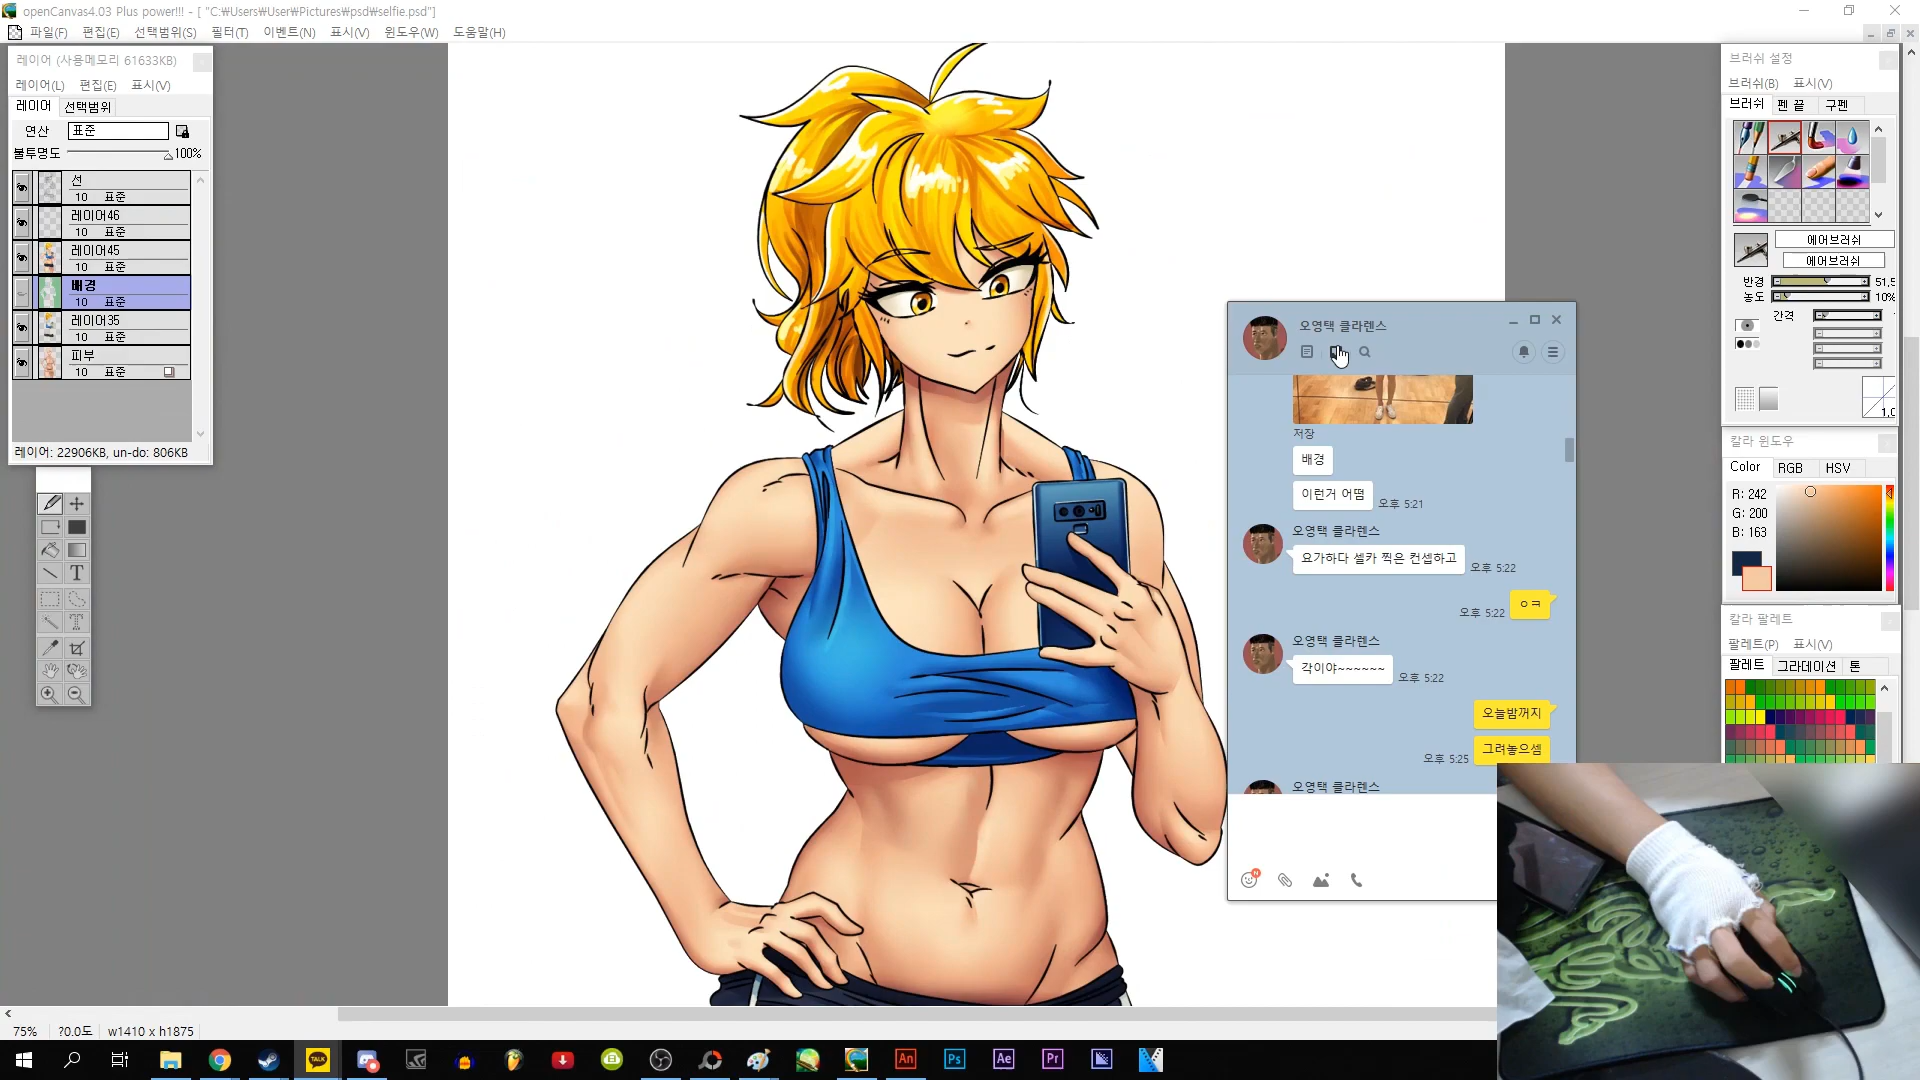 openCanvas4.03 Plus power!!! - [ "C:₩Users₩User₩Pictures₩psd₩selfie.psd"]
파일(F) 편집(E) 선택범위(S) 필터(T) 이벤트(N) 표시(V) 윈도우(W) 도움말(H)
레이어 (사용메모리 61633KB)
레이어(L) 편집(E) 표시(V)
레이어 선택범위
연산 표준
불투명도 100%
선
10 표준
레이어46
10 표준
레이어45
10 표준
배경
10 표준
레이어35
10 표준
피부
10 표준
레이어: 22906KB, un-do: 806KB
T
T
오영택 클라렌스
저장
배경
이런거 어떰
오후 5:21
오영택 클라렌스
요가하다 셀카 찍은 컨셉하고
오후 5:22
오후 5:22
ㅇㅋ
오영택 클라렌스
각이야~~~~~~
오후 5:22
오늘밤꺼지
그려놓으셈
오후 5:25
오영택 클라렌스
N
브러쉬 설정
브러쉬(B) 표시(V)
브러쉬 펜 끝 구펜
에어브러쉬
에어브러쉬
반경 51,5
농도 10%
간격
1,0
칼라 윈도우
Color RGB HSV
R: 242
G: 200
B: 163
칼라 팔레트
팔레트(P) 표시(V)
팔레트 그라데이션 톤
75% ?0.0도 w1410 x h1875
TALK
An
Ps
Ae
Pr